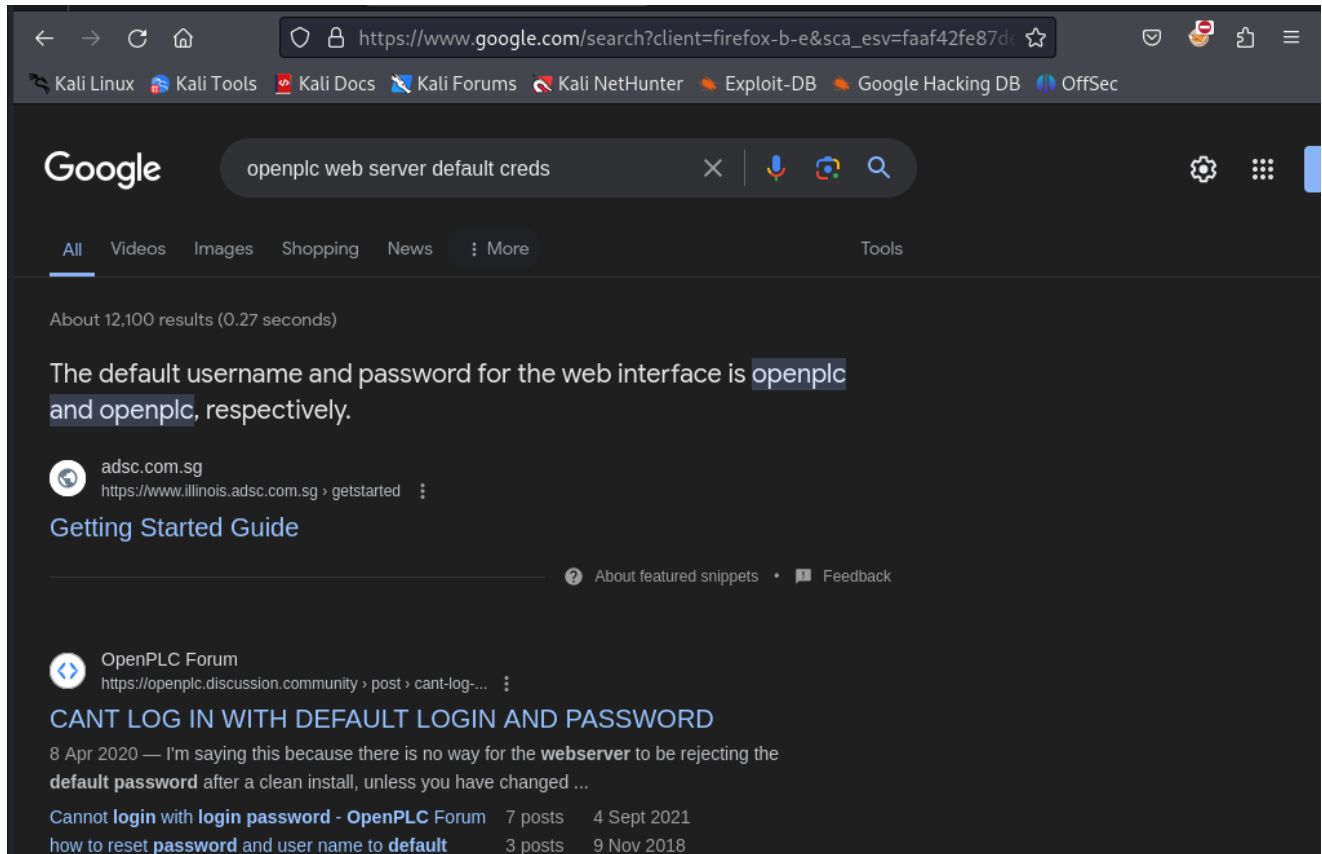 https://www.google.com/search?client=firefox-b-e&sca_esv=faaf42fe87d
Kali Linux Kali Tools Kali Docs Kali Forums Kali NetHunter Exploit-DB Google Hacking DB OffSec
Google openplc web server default creds
All Videos Images Shopping News More Tools
About 12,100 results (0.27 seconds)
The default username and password for the web interface is openplc
and openplc, respectively.
adsc.com.sg
https://www.illinois.adsc.com.sg › getstarted
Getting Started Guide
About featured snippets • Feedback
OpenPLC Forum
https://openplc.discussion.community › post › cant-log-...
CANT LOG IN WITH DEFAULT LOGIN AND PASSWORD
8 Apr 2020 — I'm saying this because there is no way for the webserver to be rejecting the
default password after a clean install, unless you have changed ...
Cannot login with login password - OpenPLC Forum 7 posts 4 Sept 2021
how to reset password and user name to default 3 posts 9 Nov 2018